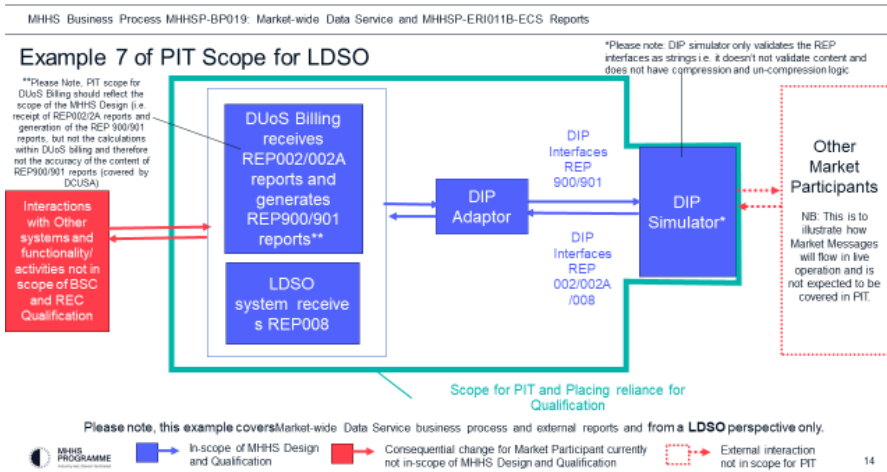 MHHS Business Process MHHSP-BP019: Market-wide Data Service and MHHSP-ERI011B-ECS Reports
Example 7 of PIT Scope for LDSO
*Please note: DIP simulator only validates the REP
interfaces as strings i.e. it doesn't not validate content and
does not have compression and un-compression logic
**Please Note, PIT scope for
DUoS Billing should reflect the
scope of the MHHS Design (i.e.
receipt of REP002/2A reports and
generation of the REP 900/901
reports, but not the calculations
within DUoS billing and therefore
not the accuracy of the content of
REP900/901 reports (covered by
DCUSA)
Interactions with Other
systems and
functionality/
activities not in
scope of BSC
and REC
Qualification
DUoS Billing
receives
REP002/002A
reports and
generates
REP900/901
reports**
LDSO
system receive
s REP008
DIP
Adaptor
DIP
Interfaces
REP
900/901
DIP
Interfaces
REP
002/002A
/008
DIP
Simulator*
Other
Market
Participants
NB: This is to
illustrate how
Market Messages
will flow in live
operation and is
not expected to be
covered in PIT.
Scope for PIT and Placing reliance for
Qualification
Please note, this example covers Market-wide Data Service business process and external reports and from a LDSO perspective only.
MHHS
PROGRAMME
In-scope of MHHS Design
and Qualification
Consequential change for Market Participant currently
not in-scope of MHHS Design and Qualification
External interaction
not in scope for PIT
14